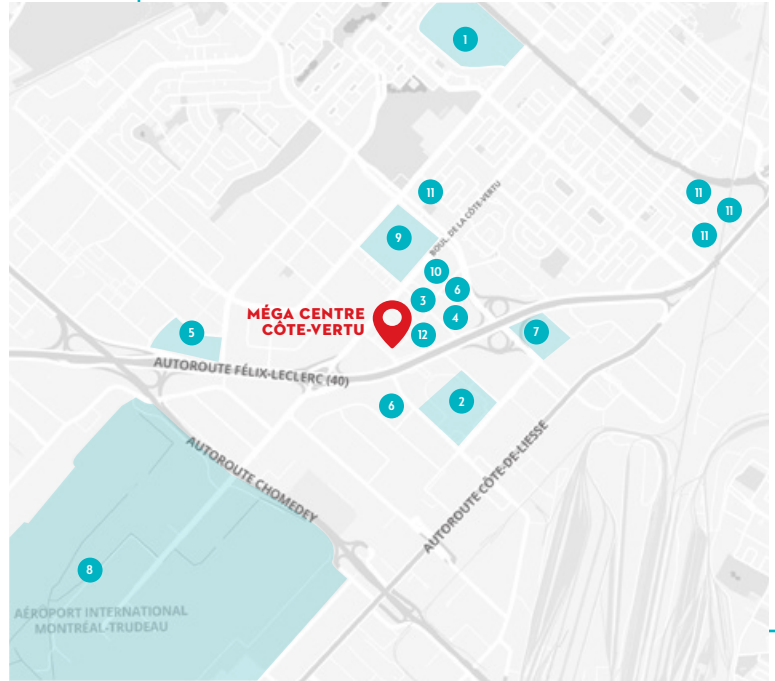 1
11
11
11
11
BOUL. DE LA CÔTE-VERTU
9
10
6
3
MÉGA CENTRE
CÔTE-VERTU
4
12
5
7
AUTOROUTE FÉLIX-LECLERC (40)
6
2
AUTOROUTE CHOMEDEY
AUTOROUTE CÔTE-DE-LIESSE
8
AÉROPORT INTERNATIONAL
MONTRÉAL-TRUDEAU